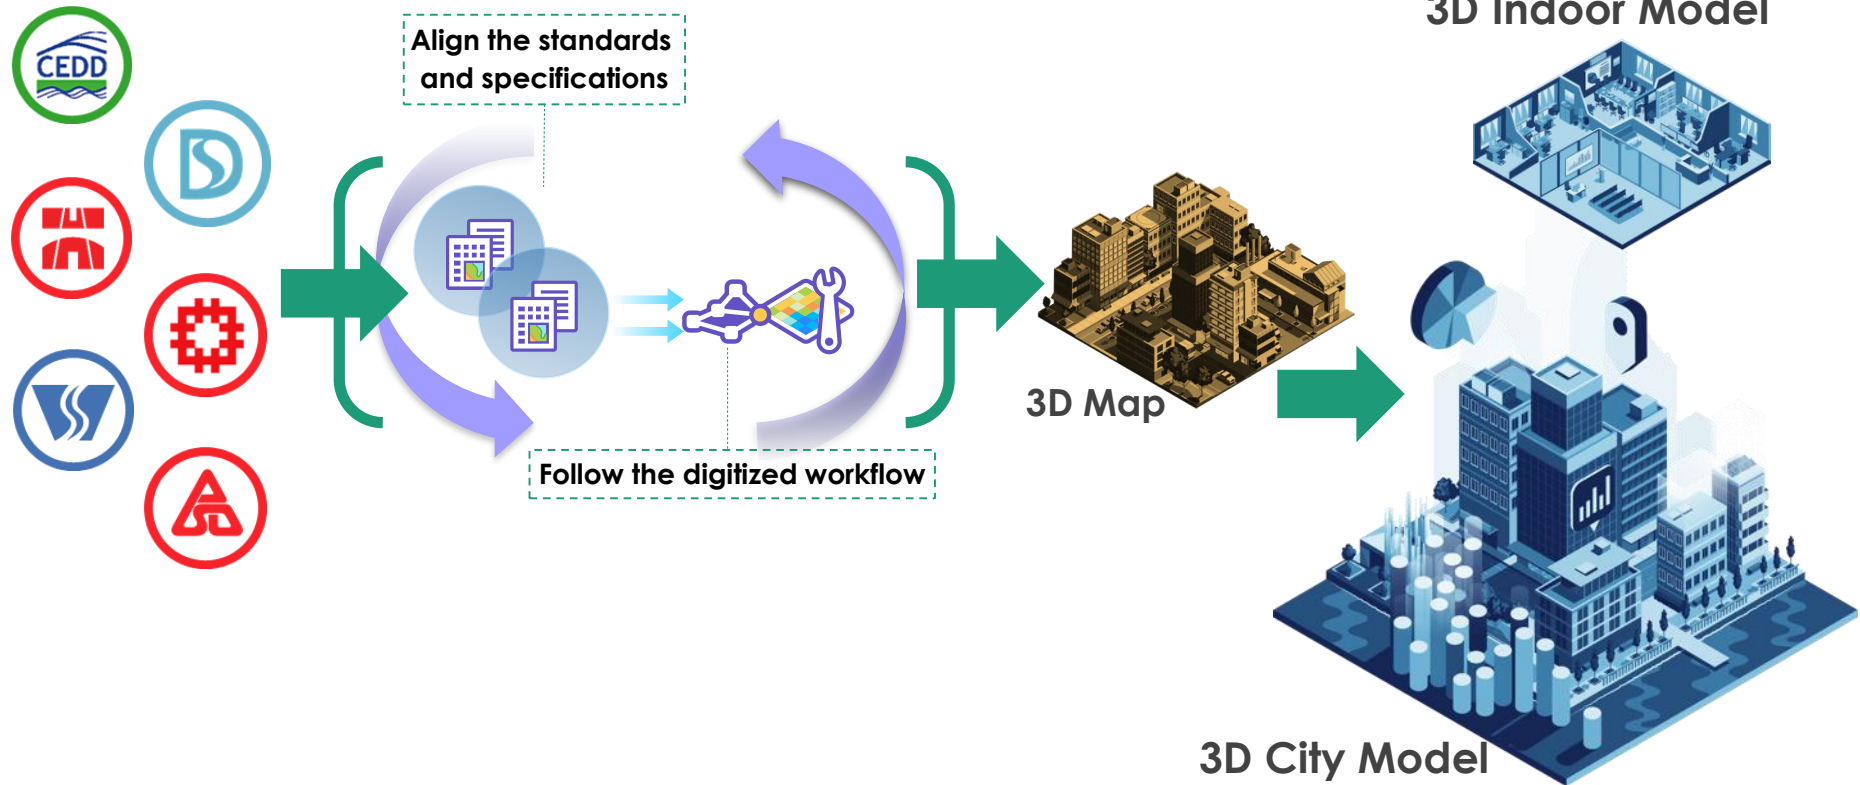 3D Indoor Model
CEDD
Align the standards
and specifications
3D Map
Follow the digitized workflow
3D City Model